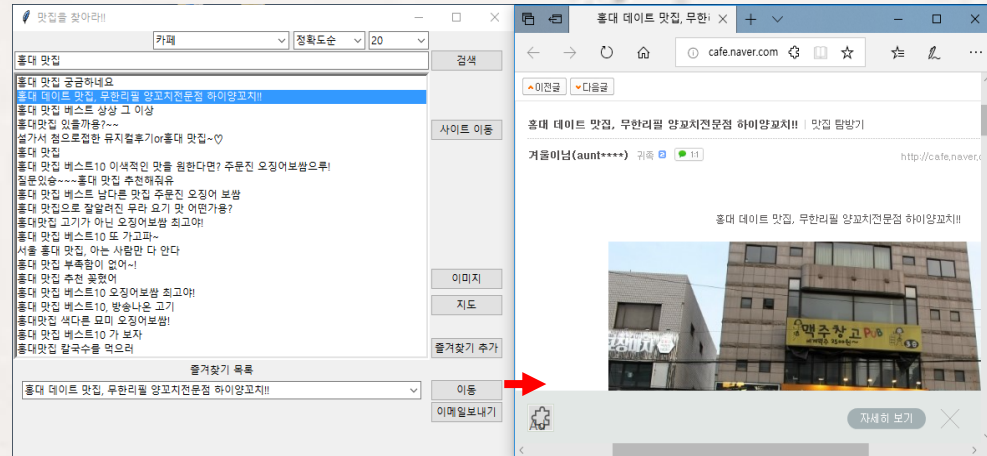 맛집을 찾아라!!
카페 정확도순 20
홍대 맛집 검색
홍대 맛집 궁금하네요
홍대 데이트 맛집, 무한리필 양꼬치전문점 하이양꼬치!!
홍대 맛집 베스트 상상 그 이상
홍대맛집 있을까용?~~
설가서 점으로접한 뮤지컬후기or홍대 맛집~♡
홍대 맛집
홍대 맛집 베스트10 이색적인 맛을 원한다면? 주문진 오징어보쌈으루!
질문있숑~~~홍대 맛집 추천해줘유
홍대 맛집 베스트 남다른 맛집 주문진 오징어 보쌈
홍대 맛집으로 잘알려진 무라 요기 맛 어떤가용?
홍대맛집 고기가 아닌 오징어보쌈 최고야!
홍대 맛집 베스트10 또 가고파~
서울 홍대 맛집, 아는 사람만 다 안다
홍대 맛집 부족함이 없어~!
홍대 맛집 추천 꽂혔어
홍대 맛집 베스트10 오징어보쌈 최고야!
홍대 맛집 베스트10, 방송나온 고기
홍대맛집 색다른 묘미 오징어보쌈!
홍대 맛집 베스트10 가 보자
홍대맛집 칼국수를 먹으러
사이트 이동
이미지
지도
즐겨찾기 추가
즐겨찾기 목록
홍대 데이트 맛집, 무한리필 양꼬치전문점 하이양꼬치!! 이동
이메일보내기
홍대 데이트 맛집, 무한
cafe.naver.com
이전글 다음글
홍대 데이트 맛집, 무한리필 양꼬치전문점 하이양꼬치!! 맛집 탐방기
겨울이님(aunt****) 귀족 1:1 http://cafe.naver.c
홍대 데이트 맛집, 무한리필 양꼬치전문점 하이양꼬치!!
맥주창고 PUB
자세히 보기